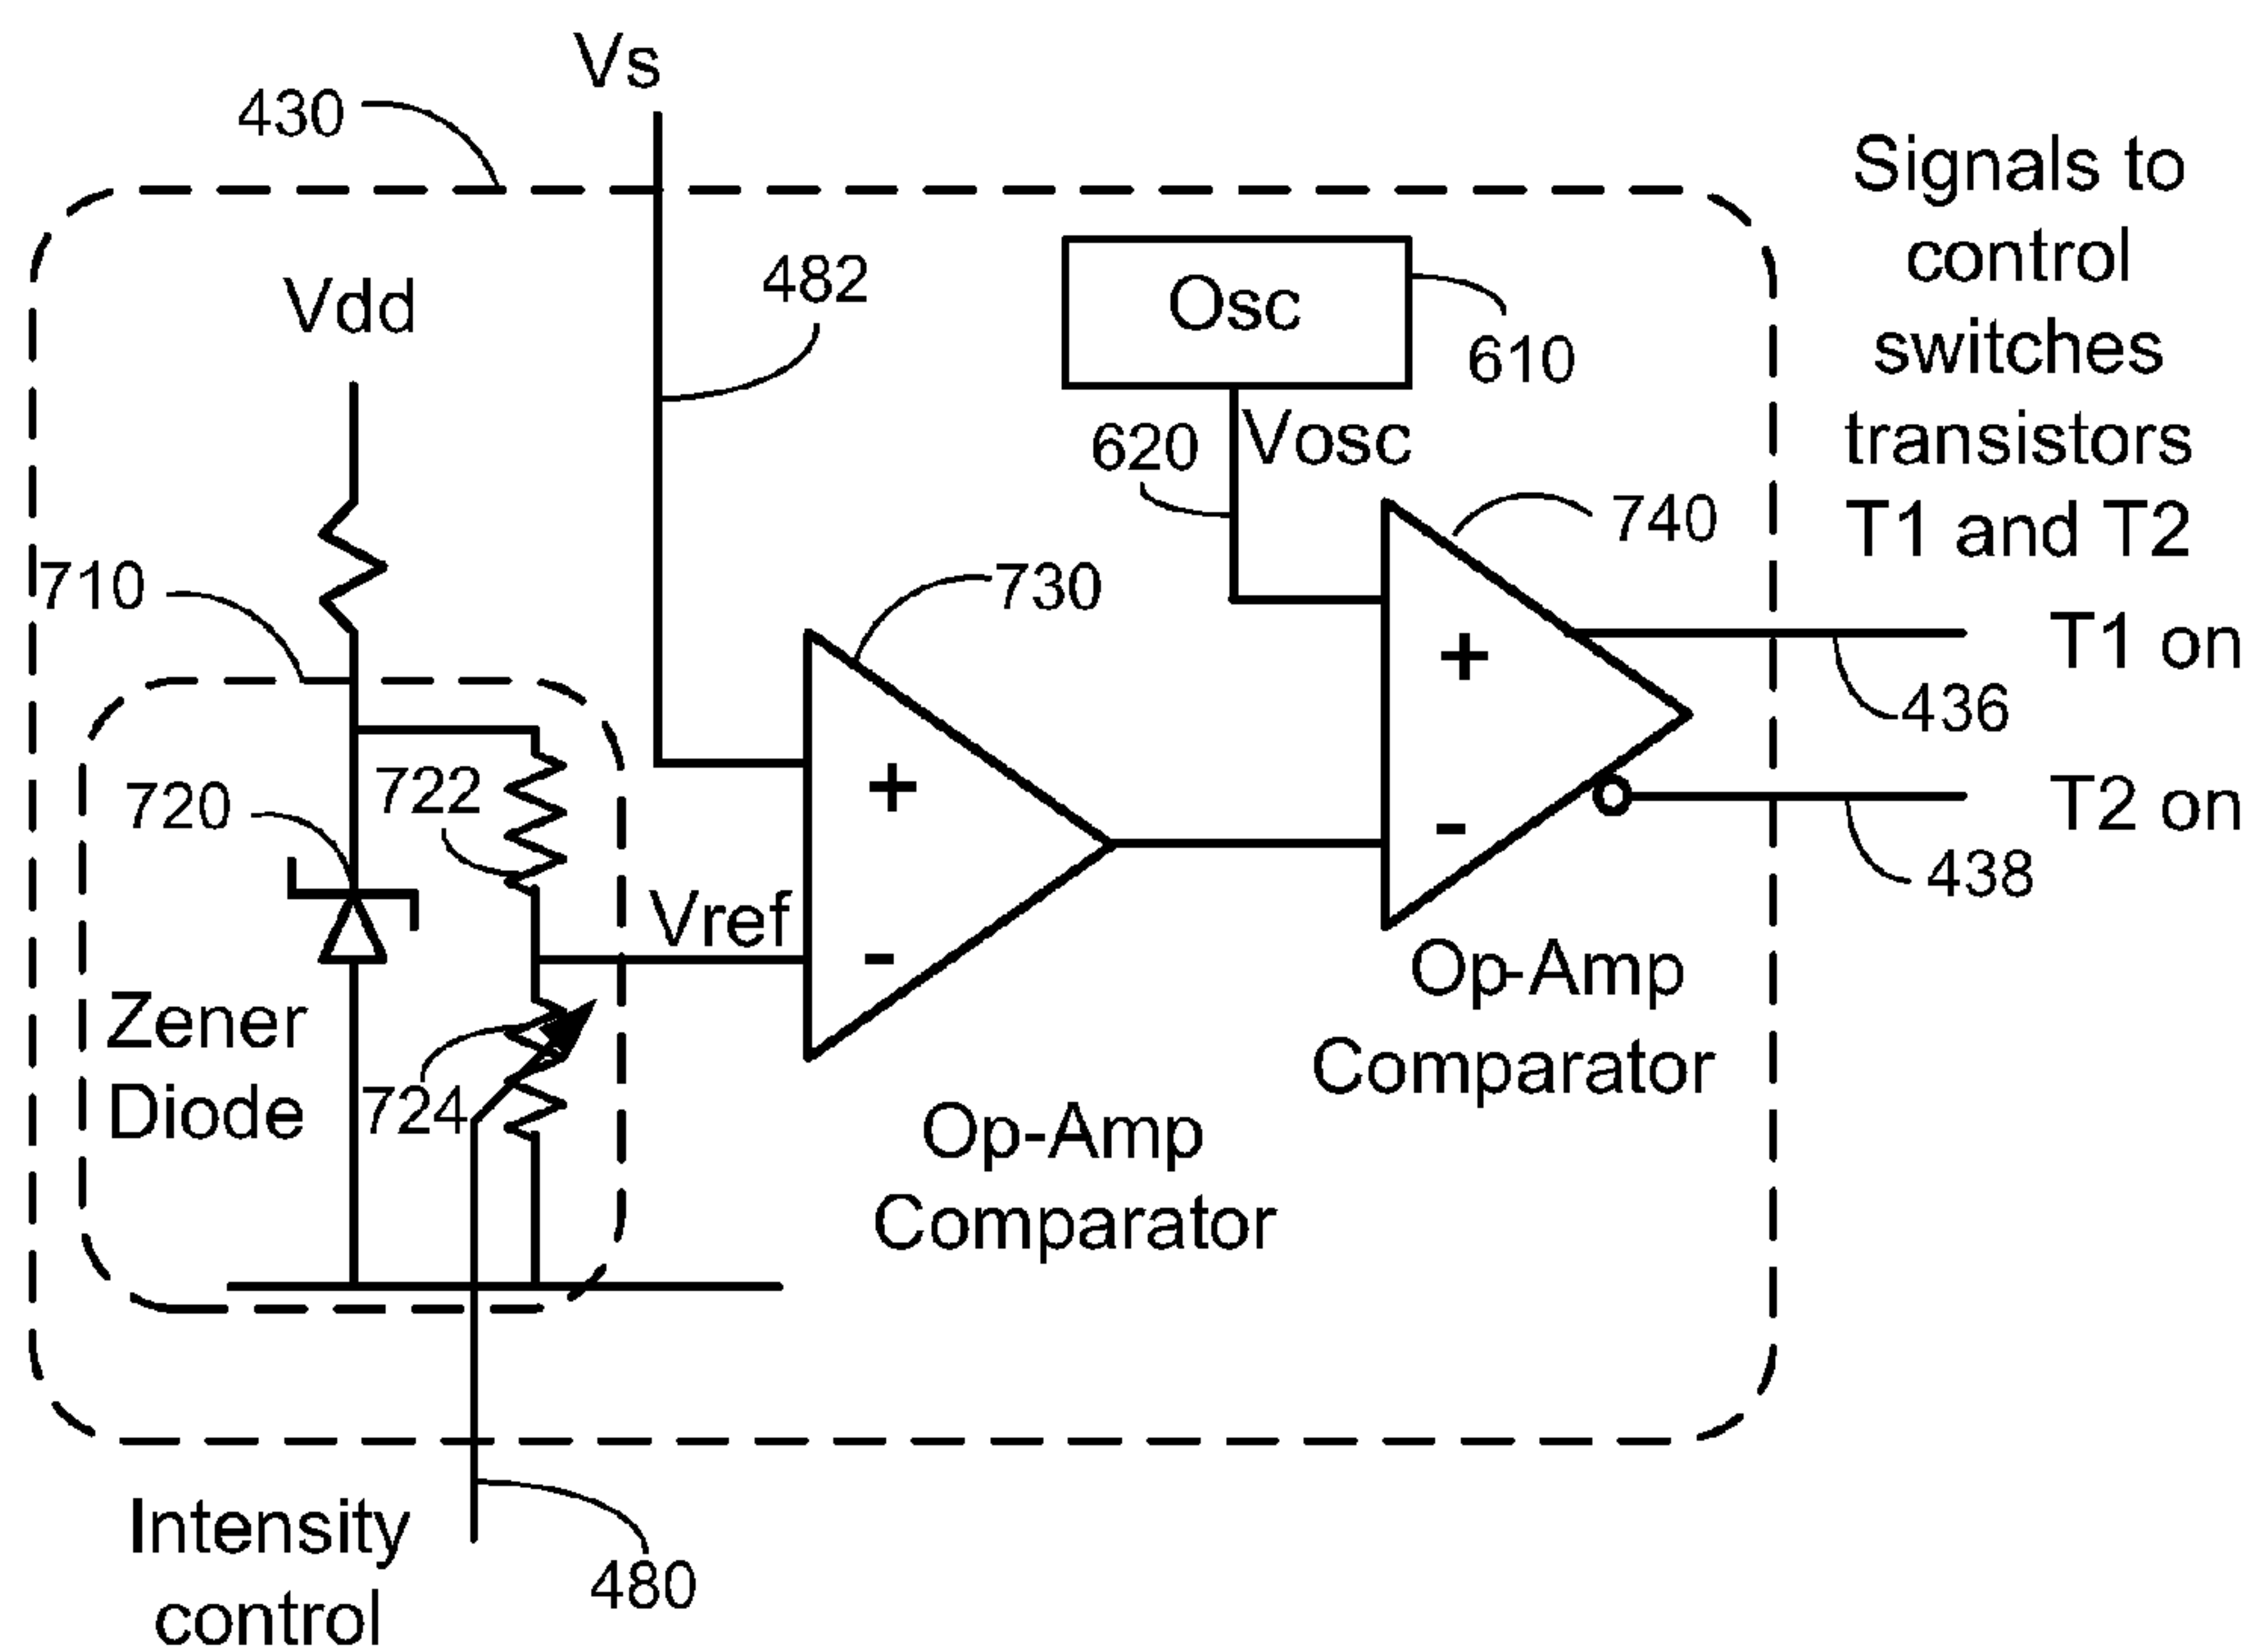 Vs
430
Signals to
control
switches
transistors
T1 and T2
482
Vdd
Osc
610
620
Vosc
740
710
730
T1 on
436
720
722
T2 on
438
Vref
+
-
+
-
Op-Amp
Comparator
Zener
Diode
724
Op-Amp
Comparator
Intensity
control
480